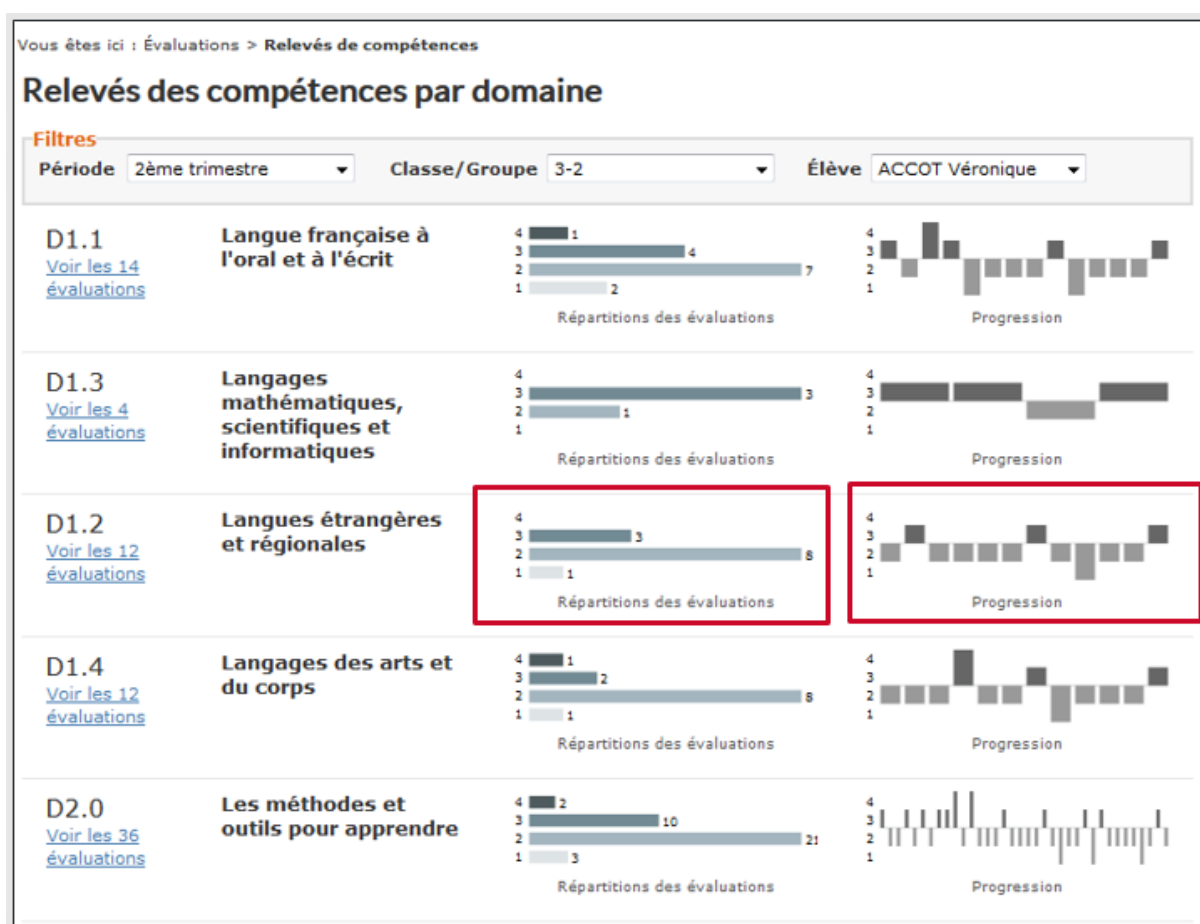 Vous êtes ici : Évaluations > Relevés de compétences
Relevés des compétences par domaine
Filtres
Période 2ème trimestre Classe/Groupe 3-2 Élève ACCOT Véronique
D1.1
Voir les 14
évaluations
Langue française à
l'oral et à l'écrit
4 1
3 4
2 7
1 2
Répartitions des évaluations
4
3
2
1
Progression
D1.3
Voir les 4
évaluations
Langages
mathématiques,
scientifiques et
informatiques
4
3 3
2 1
1
Répartitions des évaluations
4
3
2
1
Progression
D1.2
Voir les 12
évaluations
Langues étrangères
et régionales
4
3 3
2 8
1 1
Répartitions des évaluations
4
3
2
1
Progression
D1.4
Voir les 12
évaluations
Langages des arts et
du corps
4 1
3 2
2 8
1 1
Répartitions des évaluations
4
3
2
1
Progression
D2.0
Voir les 36
évaluations
Les méthodes et
outils pour apprendre
4 2
3 10
2 21
1 3
Répartitions des évaluations
4
3
2
1
Progression